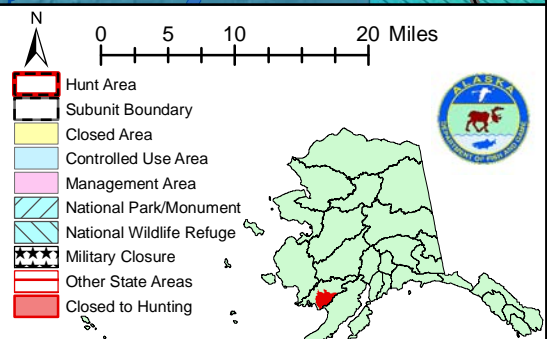 N
0 5 10 20 Miles
Hunt Area
Subunit Boundary
Closed Area
Controlled Use Area
Management Area
National Park/Monument
National Wildlife Refuge
Military Closure
Other State Areas
Closed to Hunting
ALASKA
DEPARTMENT OF FISH AND GAME